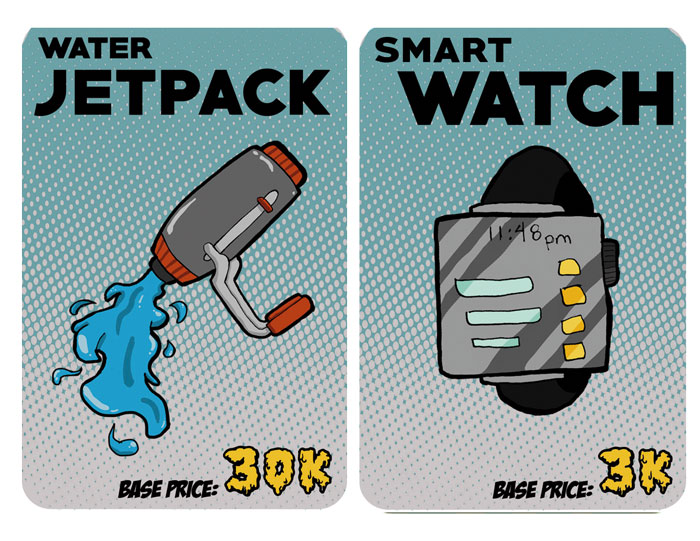 WATER
JETPACK
BASE PRICE: 30K
SMART
WATCH
11:48pm
BASE PRICE: 3K